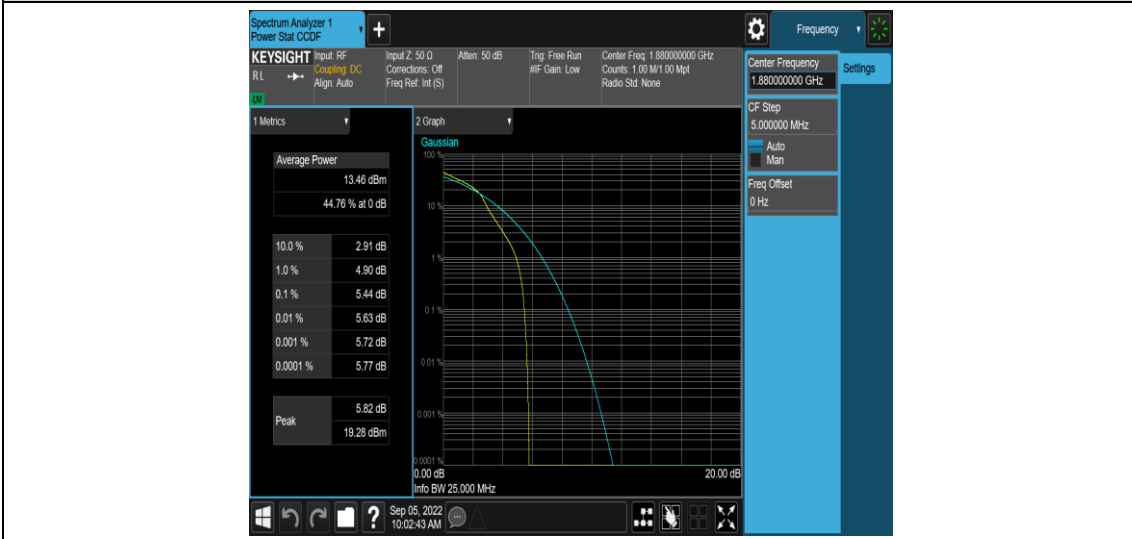 Spectrum Analyzer 1
Power Stat CCDF
Frequency
KEYSIGHT
Input: RF
Coupling: DC
Align: Auto
Input Z: 50 Ω
Corrections: Off
Freq Ref: Int (S)
Atten: 50 dB
Trig: Free Run
#IF Gain: Low
Center Freq: 1.880000000 GHz
Counts: 1.00 M/1.00 Mpt
Radio Std: None
R L
LXI
1 Metrics
Average Power
13.46 dBm
44.76 % at 0 dB
10.0 % 2.91 dB
1.0 % 4.90 dB
0.1 % 5.44 dB
0.01 % 5.63 dB
0.001 % 5.72 dB
0.0001 % 5.77 dB
Peak
5.82 dB
19.28 dBm
2 Graph
Gaussian
100 %
10 %
1 %
0.1 %
0.01 %
0.001 %
0.0001 %
0.00 dB
20.00 dB
Info BW 25.000 MHz
Center Frequency
1.880000000 GHz
Settings
CF Step
5.000000 MHz
Auto
Man
Freq Offset
0 Hz
?
Sep 05, 2022
10:02:43 AM